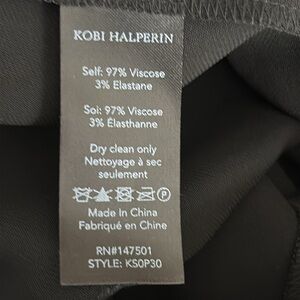 KOBI HALPERIN
Self: 97% Viscose
3% Elastane
Soi: 97% Viscose
3% Élasthanne
Dry clean only
Nettoyage à sec
seulement
P
Made In China
Fabriqué en Chine
RN#147501
STYLE: KS0P30